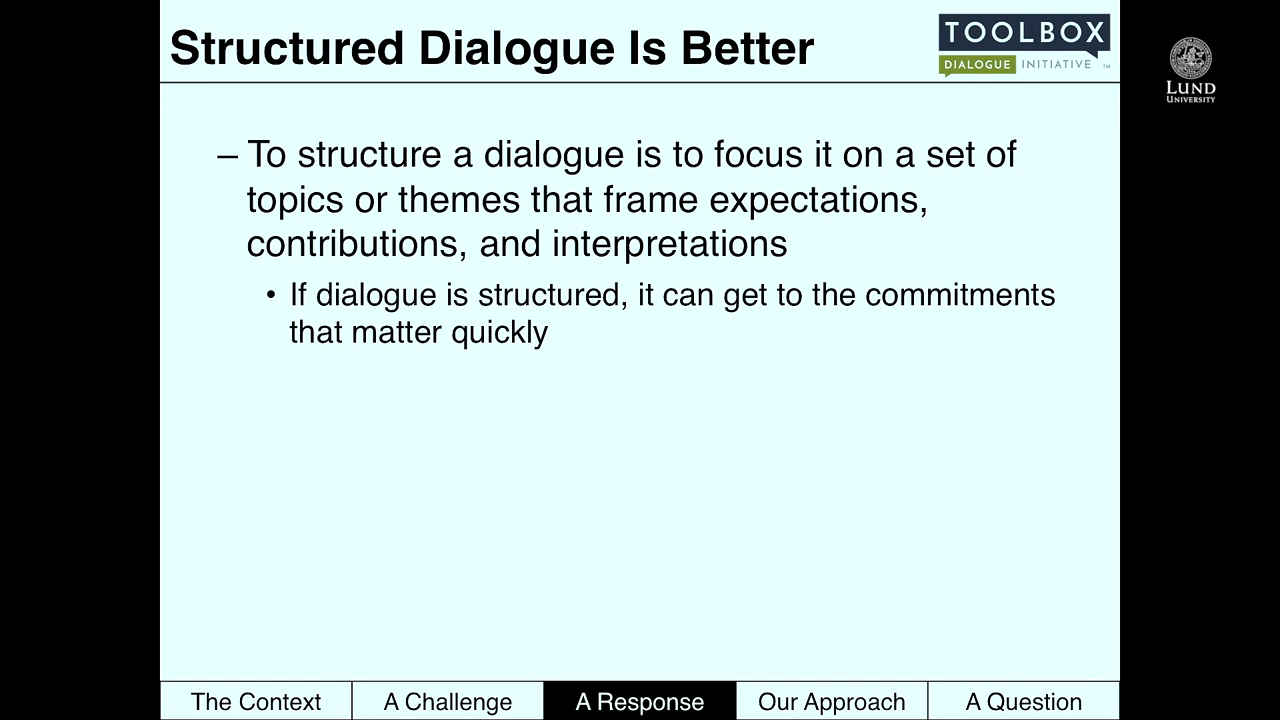 Structured Dialogue Is Better
TOOLBOX
DIALOGUE INITIATIVE ™
LUND
UNIVERSITY
– To structure a dialogue is to focus it on a set of
topics or themes that frame expectations,
contributions, and interpretations
• If dialogue is structured, it can get to the commitments
that matter quickly
The Context
A Challenge
A Response
Our Approach
A Question